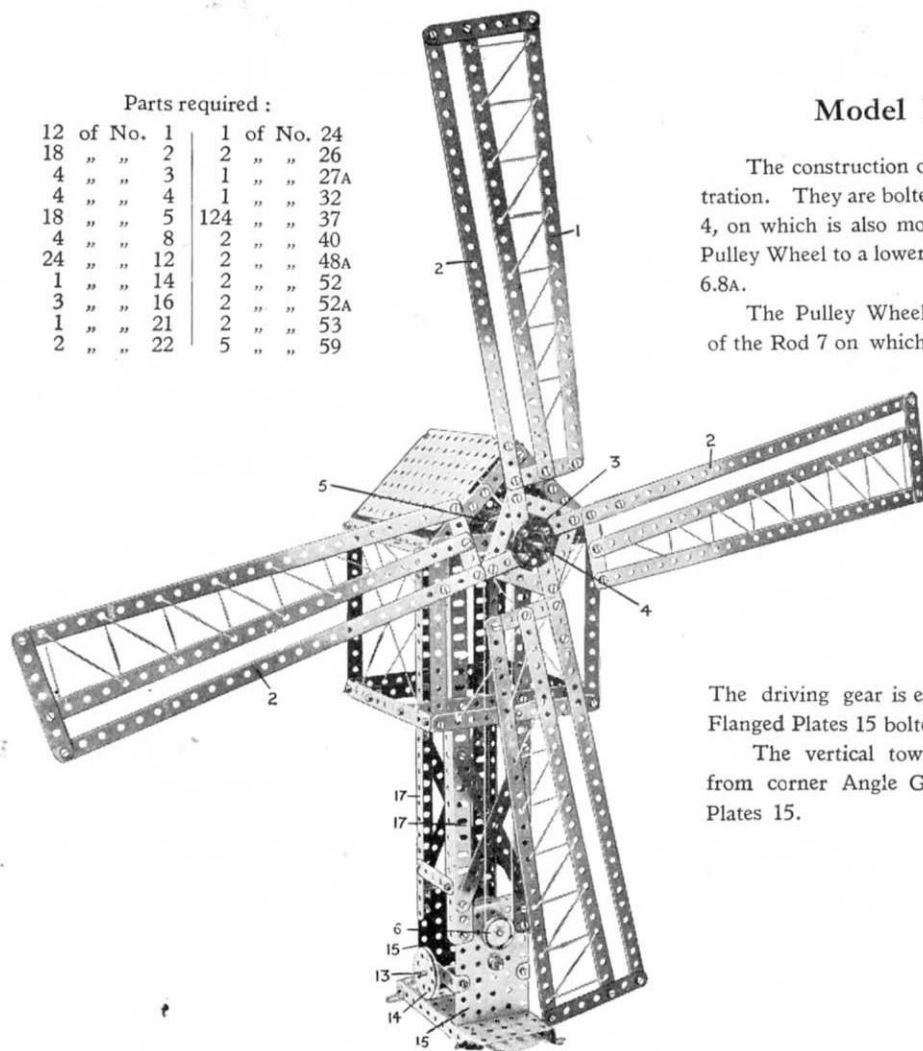 Parts required :
12 of No. 1 | 1 of No. 24
18 „ „ 2 | 2 „ „ 26
4 „ „ 3 | 1 „ „ 27A
4 „ „ 4 | 1 „ „ 32
18 „ „ 5 | 124 „ „ 37
4 „ „ 8 | 2 „ „ 40
24 „ „ 12 | 2 „ „ 48A
1 „ „ 14 | 2 „ „ 52
3 „ „ 16 | 2 „ „ 52A
1 „ „ 21 | 2 „ „ 53
2 „ „ 22 | 5 „ „ 59
Model
The construction o
tration. They are bolte
4, on which is also mo
Pulley Wheel to a lower
6.8A.
The Pulley Wheel
of the Rod 7 on which
1
2
2
3
5
4
2
The driving gear is e
Flanged Plates 15 bolte
The vertical tow
from corner Angle G
Plates 15.
17
17
6
15
13
14
15